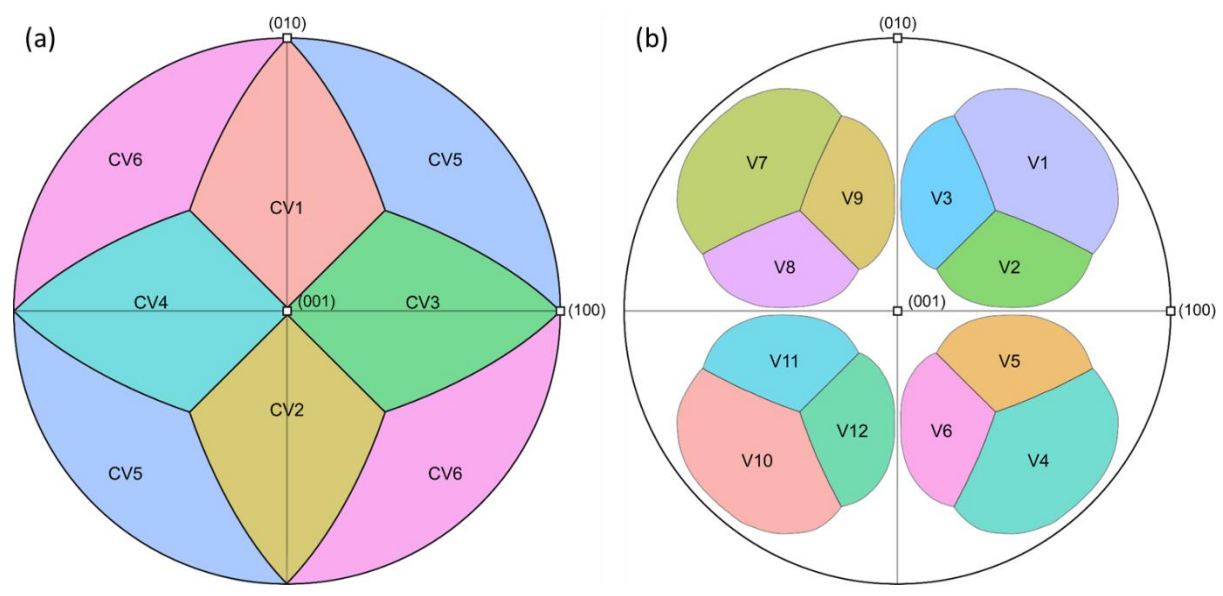 (a)
(010)
CV6
CV5
CV1
CV4
(001)
CV3
(100)
CV2
CV5
CV6
(b)
(010)
V7
V9
V3
V1
V8
V2
(001)
(100)
V11
V5
V10
V12
V6
V4